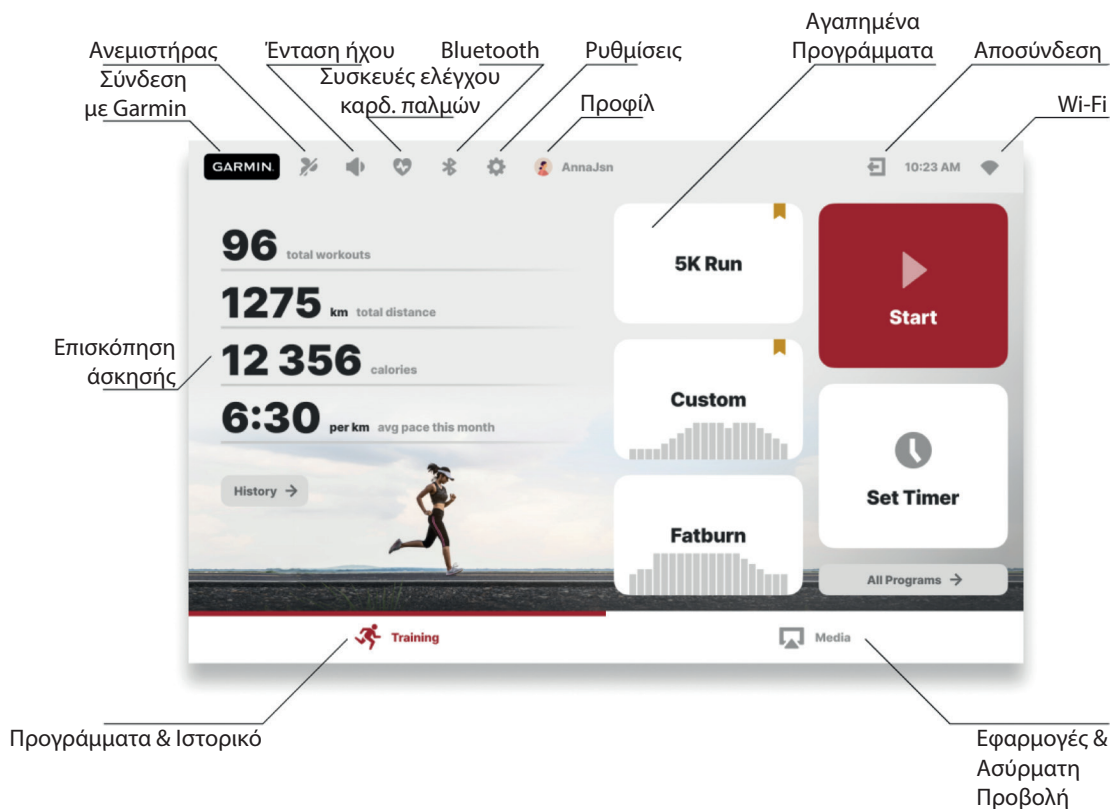 Αγαπημένα
Προγράμματα
Ανεμιστήρας
Ένταση ήχου
Bluetooth
Ρυθμίσεις
Αποσύνδεση
Σύνδεση
με Garmin
Συσκευές ελέγχου
καρδ. παλμών
Προφίλ
Wi-Fi
GARMIN
AnnaJsn
10:23 AM
96 total workouts
1275 km total distance
12 356 calories
6:30 per km avg pace this month
History
Επισκόπηση
άσκησής
5K Run
Custom
Fatburn
Start
Set Timer
All Programs
Training
Media
Προγράμματα & Ιστορικό
Εφαρμογές &
Ασύρματη
Προβολή